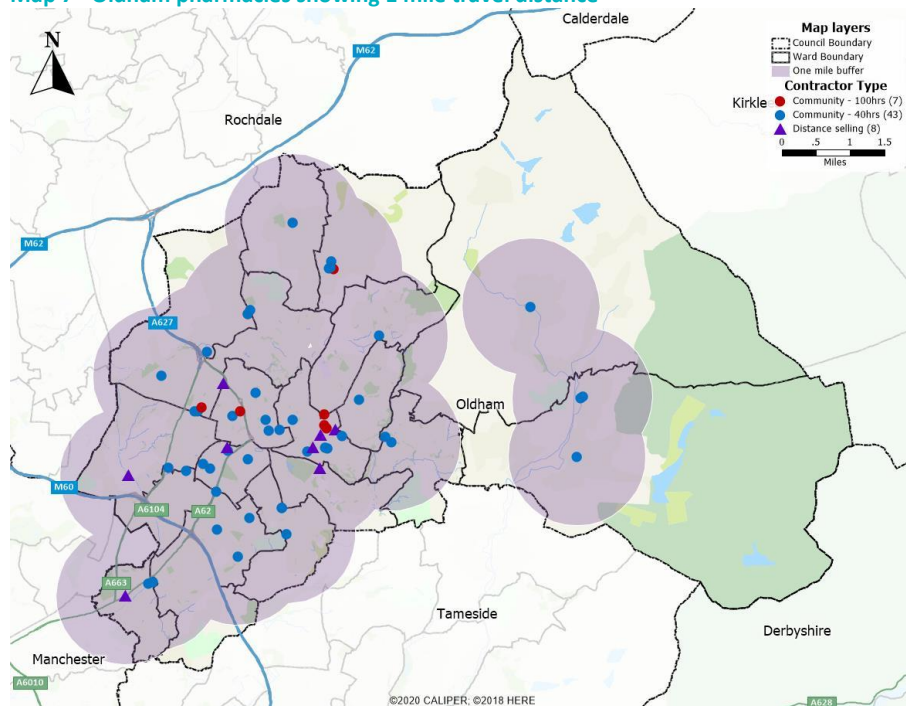 Map 7 - Oldham pharmacies showing 1 mile travel distance
Calderdale
N
M62
Map layers
Council Boundary
Ward Boundary
One mile buffer
Contractor Type
Community - 100hrs (7)
Community - 40hrs (43)
Distance selling (8)
0 .5 1 1.5
Miles
Kirkle
Rochdale
M62
A627
Oldham
M60
A6104
A62
A663
Tameside
Derbyshire
Manchester
A6010
©2020 CALIPER; ©2018 HERE
A628